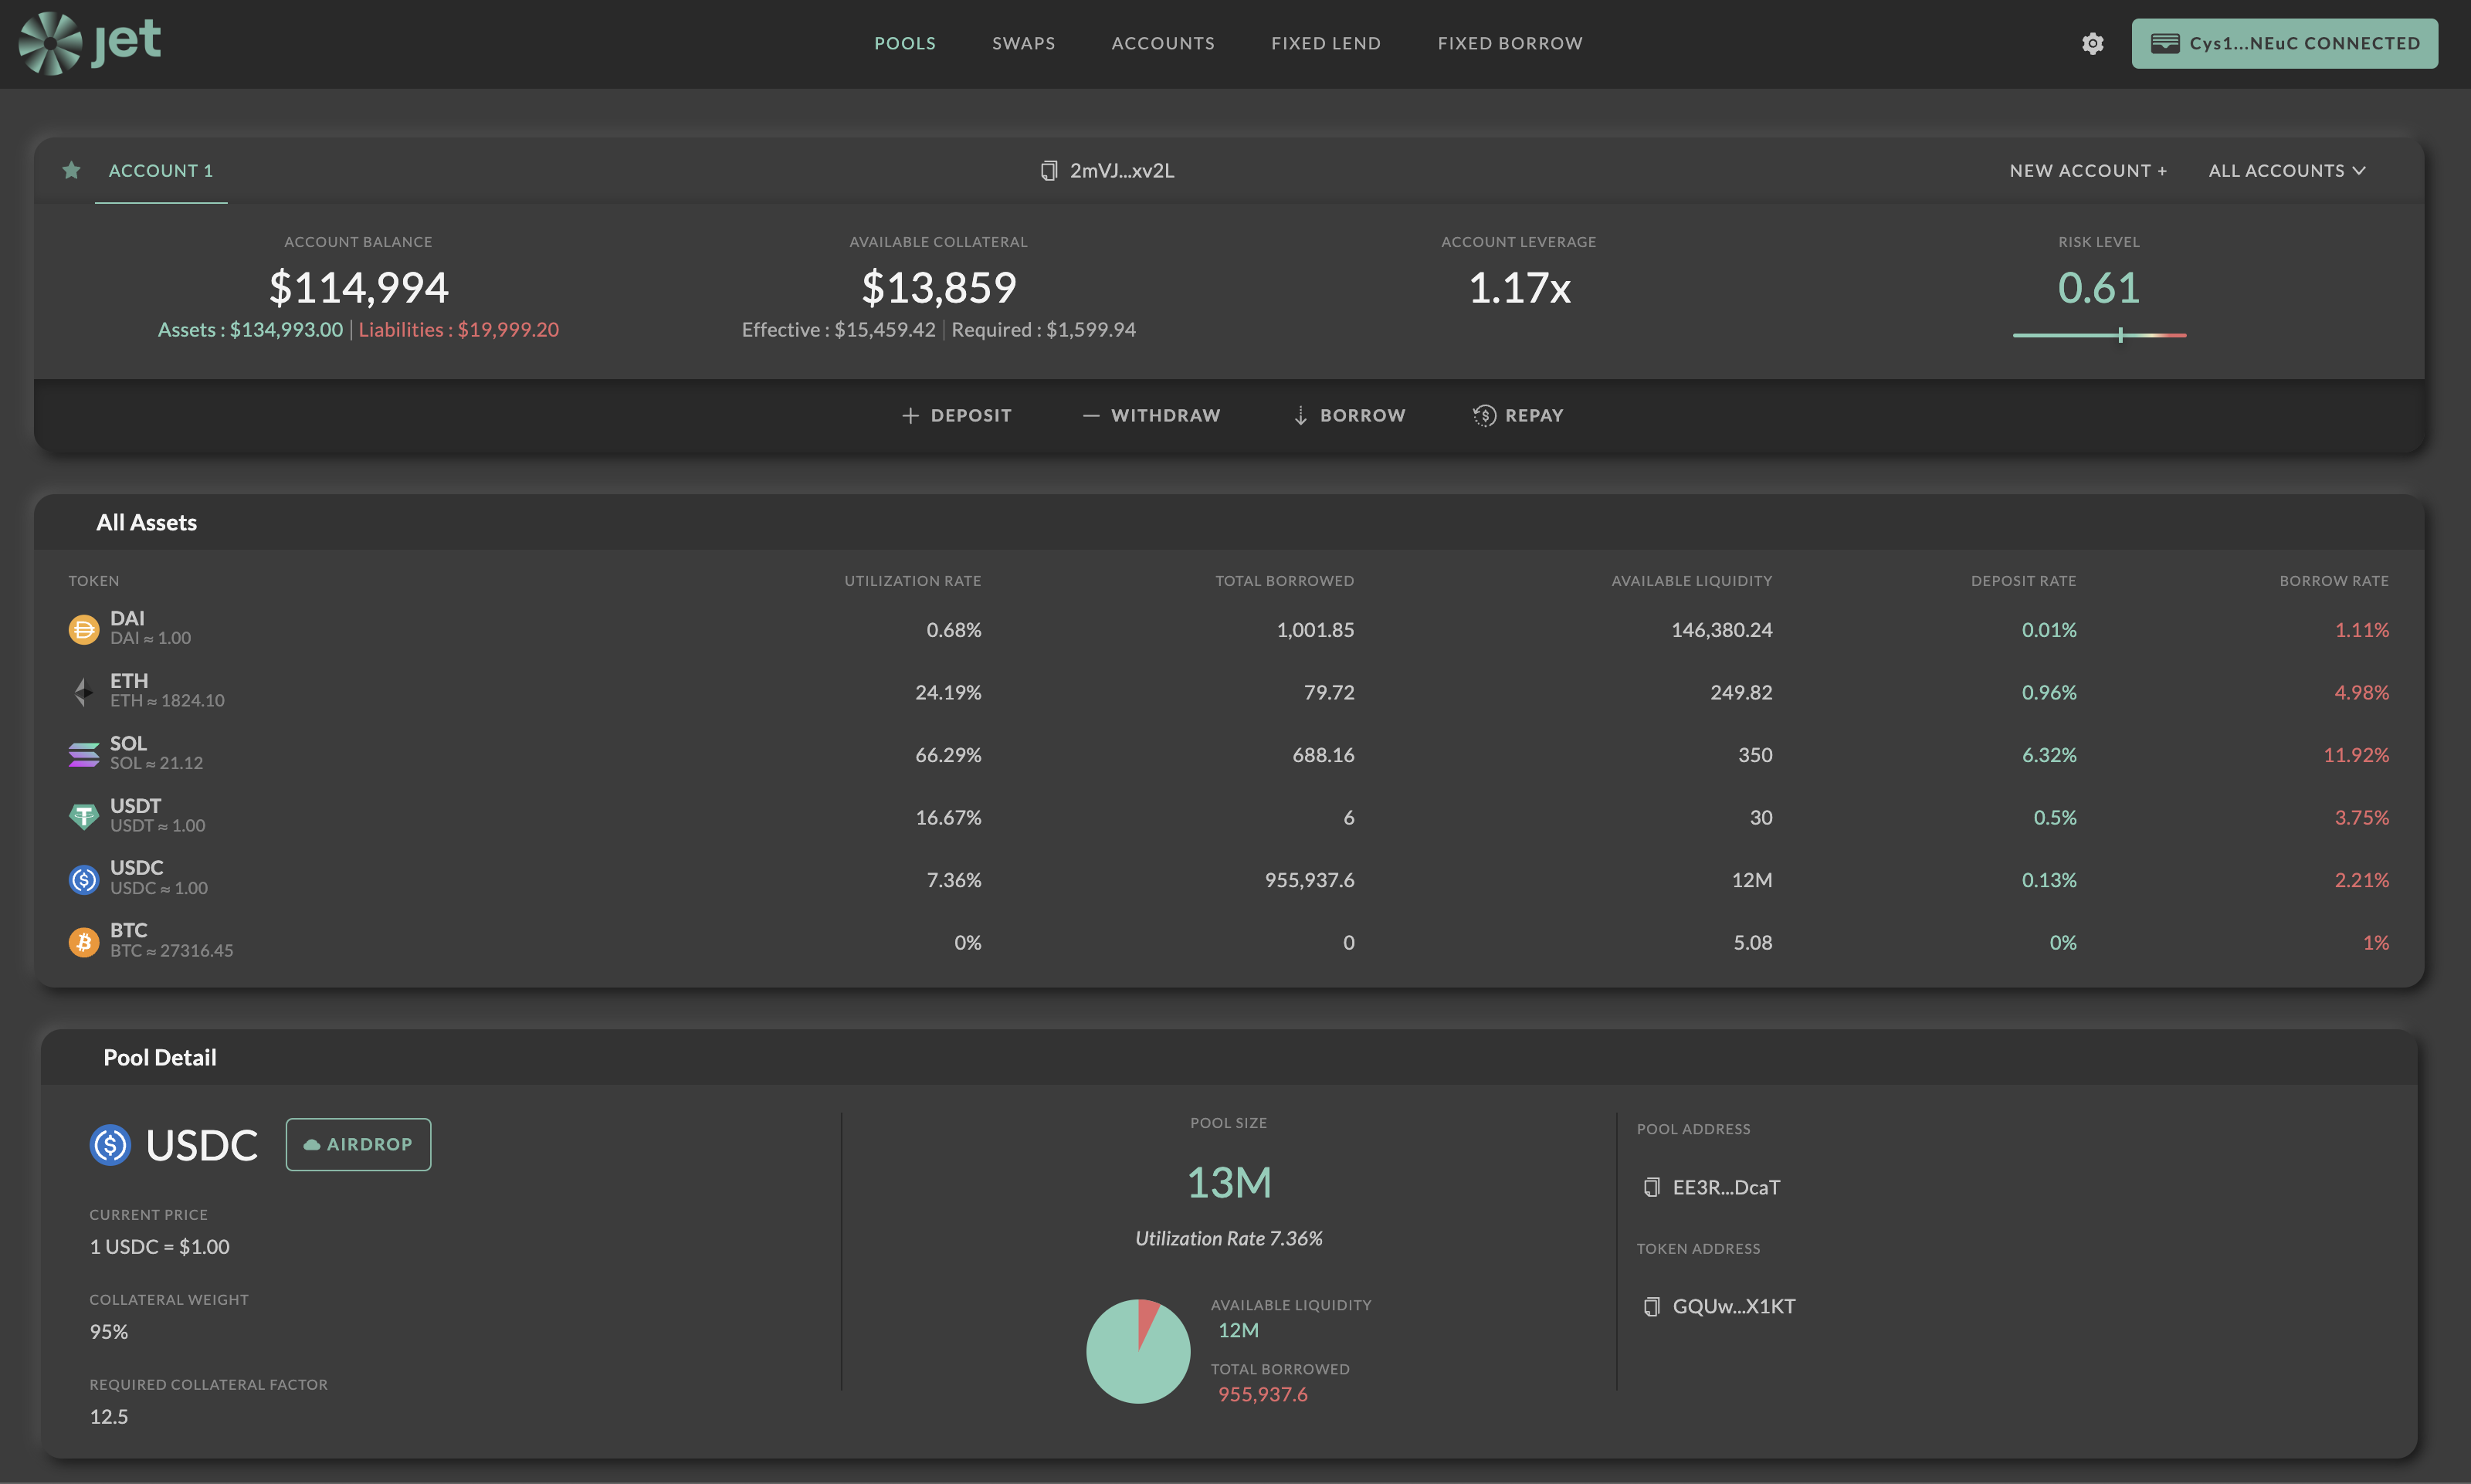 jet
POOLS SWAPS ACCOUNTS FIXED LEND FIXED BORROW
Cys1...NEuC CONNECTED
ACCOUNT 1 2mVJ...xv2L NEW ACCOUNT + ALL ACCOUNTS
ACCOUNT BALANCE AVAILABLE COLLATERAL ACCOUNT LEVERAGE RISK LEVEL
$114,994 $13,859 1.17x 0.61
Assets : $134,993.00 | Liabilities : $19,999.20 Effective : $15,459.42 | Required : $1,599.94
+ DEPOSIT — WITHDRAW BORROW REPAY
All Assets
TOKEN UTILIZATION RATE TOTAL BORROWED AVAILABLE LIQUIDITY DEPOSIT RATE BORROW RATE
DAI
DAI ≈ 1.00
0.68% 1,001.85 146,380.24 0.01% 1.11%
ETH
ETH ≈ 1824.10
24.19% 79.72 249.82 0.96% 4.98%
SOL
SOL ≈ 21.12
66.29% 688.16 350 6.32% 11.92%
USDT
USDT ≈ 1.00
16.67% 6 30 0.5% 3.75%
USDC
USDC ≈ 1.00
7.36% 955,937.6 12M 0.13% 2.21%
BTC
BTC ≈ 27316.45
0% 0 5.08 0% 1%
Pool Detail
USDC AIRDROP
CURRENT PRICE
1 USDC = $1.00
COLLATERAL WEIGHT
95%
REQUIRED COLLATERAL FACTOR
12.5
POOL SIZE
13M
Utilization Rate 7.36%
AVAILABLE LIQUIDITY
12M
TOTAL BORROWED
955,937.6
POOL ADDRESS
EE3R...DcaT
TOKEN ADDRESS
GQUw...X1KT